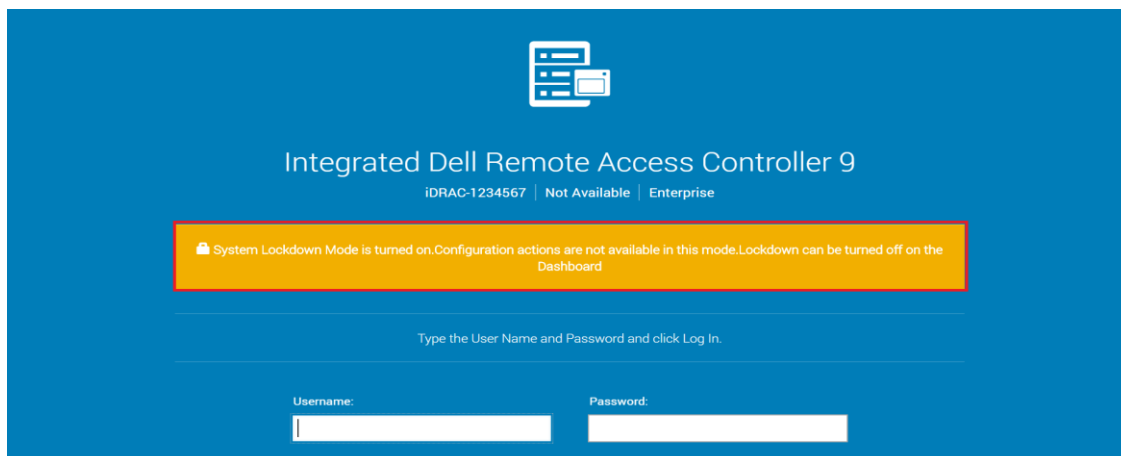 Integrated Dell Remote Access Controller 9
iDRAC-1234567 | Not Available | Enterprise
System Lockdown Mode is turned on.Configuration actions are not available in this mode.Lockdown can be turned off on the
Dashboard
Type the User Name and Password and click Log In.
Username: Password: